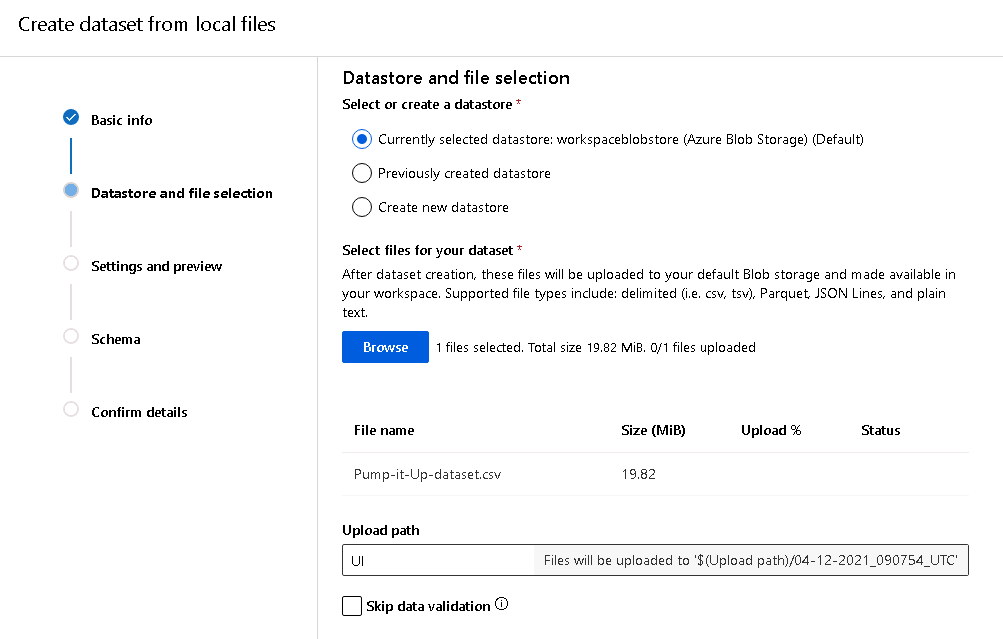 Create dataset from local files
Basic info
Datastore and file selection
Settings and preview
Schema
Confirm details
Datastore and file selection
Select or create a datastore *
Currently selected datastore: workspaceblobstore (Azure Blob Storage) (Default)
Previously created datastore
Create new datastore
Select files for your dataset *
After dataset creation, these files will be uploaded to your default Blob storage and made available in
your workspace. Supported file types include: delimited (i.e. csv, tsv), Parquet, JSON Lines, and plain
text.
Browse 1 files selected. Total size 19.82 MiB. 0/1 files uploaded
File name Size (MiB) Upload % Status
Pump-it-Up-dataset.csv 19.82
Upload path
UI Files will be uploaded to '$(Upload path)/04-12-2021_090754_UTC'
Skip data validation